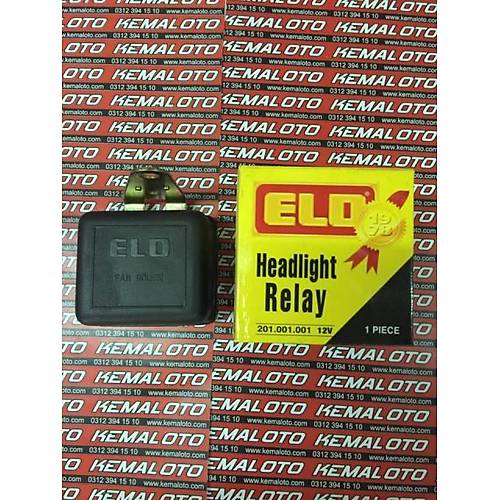 KEMALOTO
www.kemaloto.com 0312 394 15 10
ELO
FAR RÖLESİ
ELO
1978
Headlight
Relay
201.001.001 12V
1 PIECE